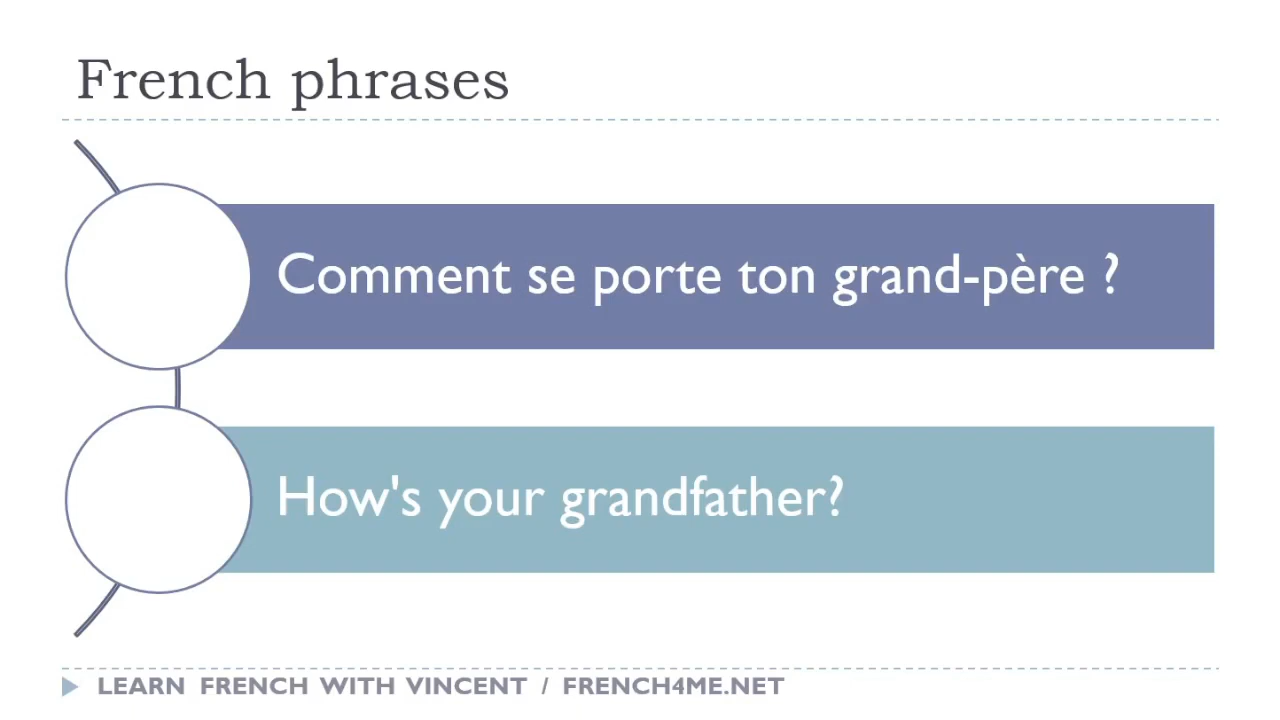 French phrases
Comment se porte ton grand-père ?
How's your grandfather?
LEARN FRENCH WITH VINCENT / FRENCH4ME.NET